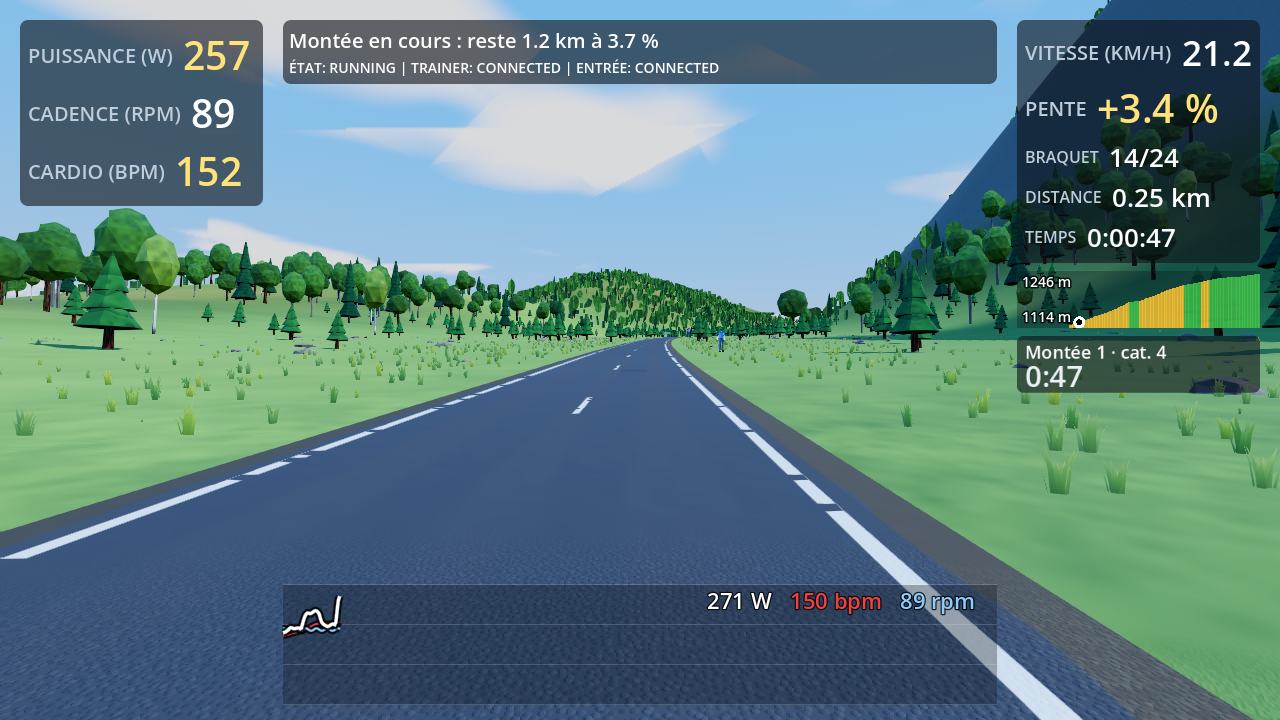 PUISSANCE (W) 257
CADENCE (RPM) 89
CARDIO (BPM) 152
Montée en cours : reste 1.2 km à 3.7 %
ÉTAT: RUNNING | TRAINER: CONNECTED | ENTRÉE: CONNECTED
VITESSE (KM/H) 21.2
PENTE +3.4 %
BRAQUET 14/24
DISTANCE 0.25 km
TEMPS 0:00:47
1246 m
1114 m
Montée 1 · cat. 4
0:47
271 W 150 bpm 89 rpm